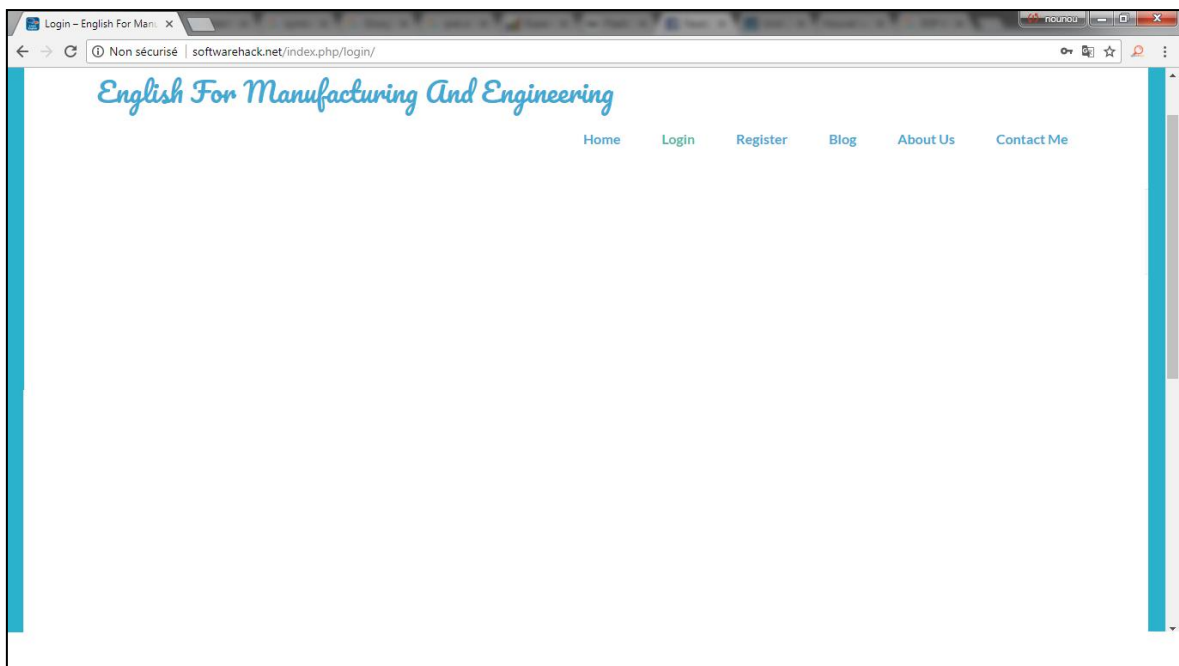 Login – English For Man
nounou
Non sécurisé | softwarehack.net/index.php/login/
English For Manufacturing And Engineering
Home Login Register Blog About Us Contact Me